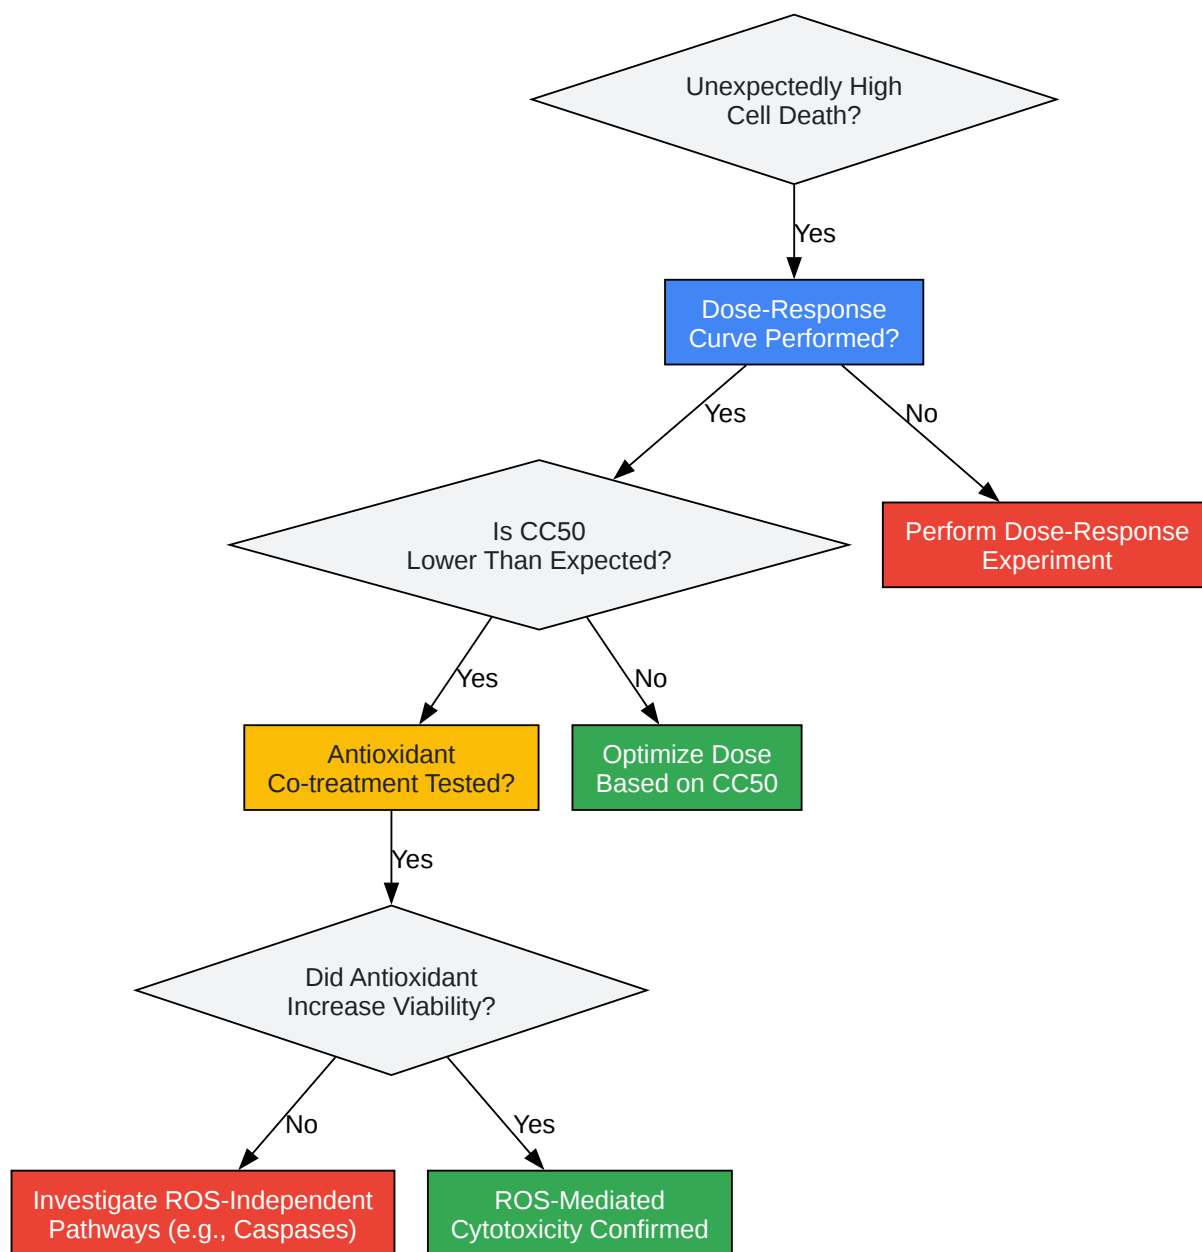 Unexpectedly High
Cell Death?
Yes
Dose-Response
Curve Performed?
Yes
No
Is CC50
Lower Than Expected?
Perform Dose-Response
Experiment
Yes
No
Antioxidant
Co-treatment Tested?
Optimize Dose
Based on CC50
Yes
Did Antioxidant
Increase Viability?
No
Yes
Investigate ROS-Independent
Pathways (e.g., Caspases)
ROS-Mediated
Cytotoxicity Confirmed